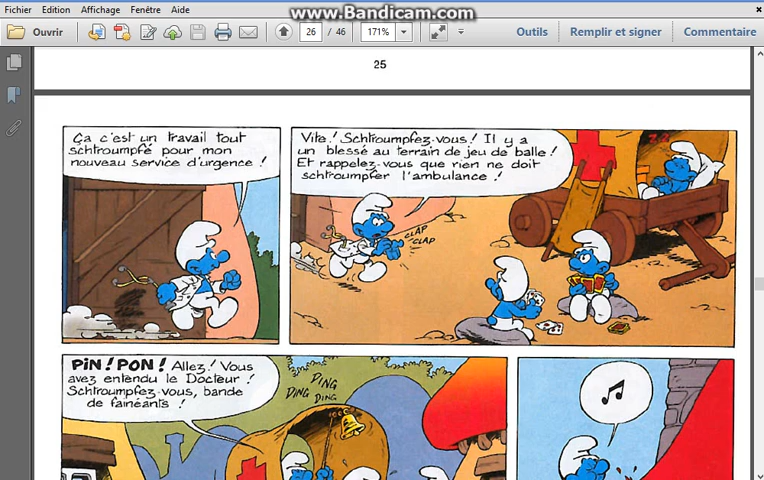 www.Bandicam.com
Fichier Edition Affichage Fenêtre Aide
Ouvrir 26 / 46 171% Outils Remplir et signer Commentaire
25
Ça c'est un travail tout
schtroumpfé pour mon
nouveau service d'urgence !
Vite ! Schtroumpfez-vous ! Il y a
un blessé au terrain de jeu de balle !
Et rappelez-vous que rien ne doit
schtroumpfer l'ambulance !
CLAP
CLAP
PIN ! PON ! Allez ! Vous
avez entendu le Docteur !
Schtroumpfez-vous, bande
de fainéants !
DING
DING DING